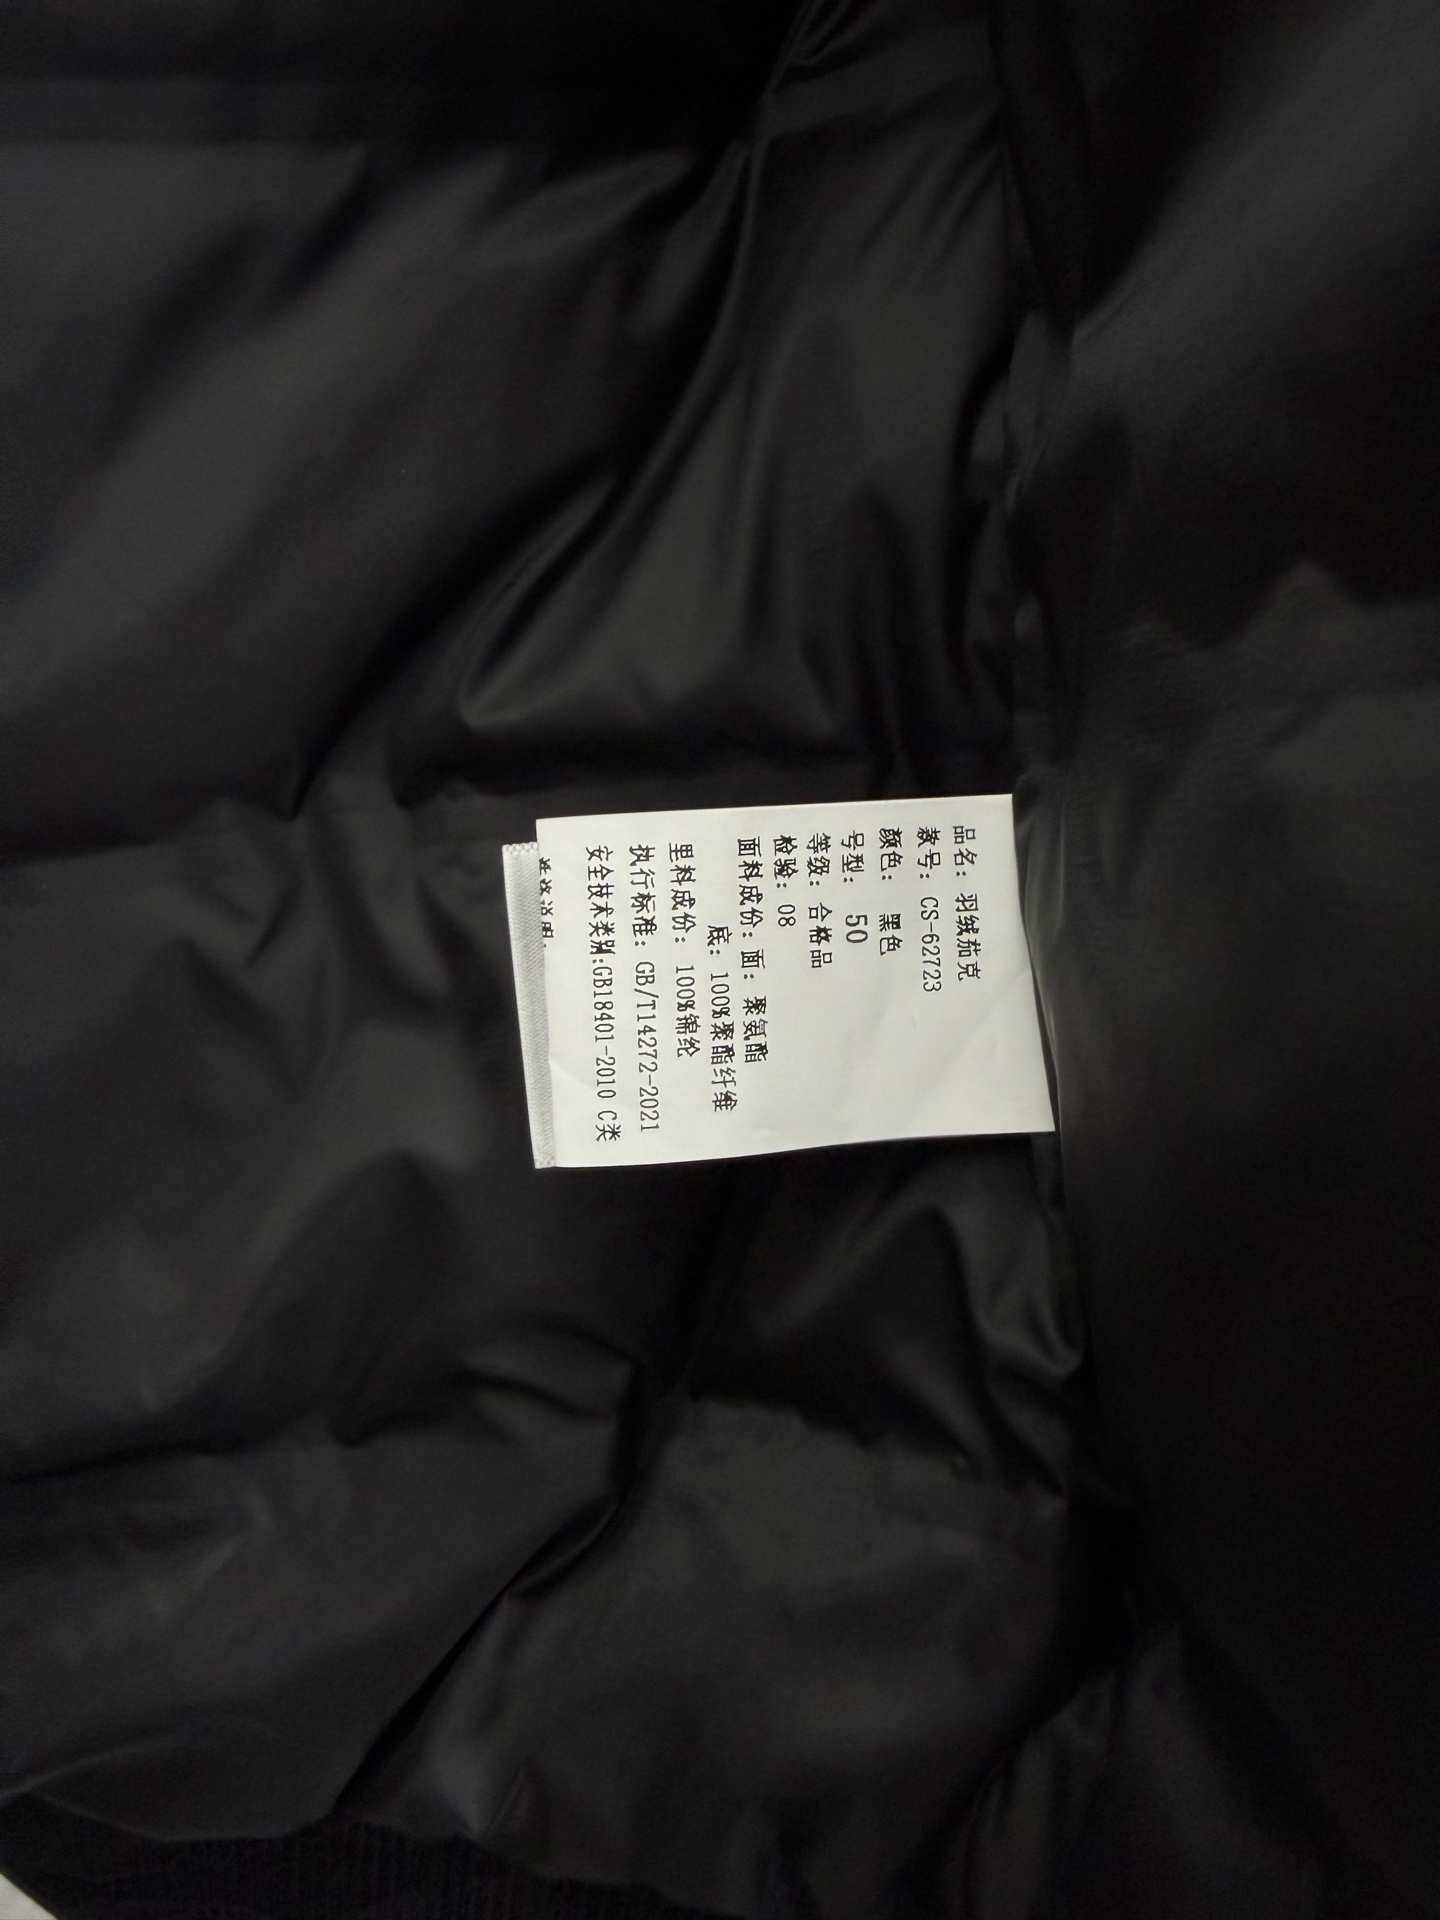 品名: 羽绒茄克
款号: CS-62723
颜色: 黑色
号型: 50
等级: 合格品
检验: 08
面料成份: 面: 聚氨酯
底: 100%聚酯纤维
里料成份: 100%锦纶
执行标准: GB/T14272-2021
安全技术类别:GB18401-2010 C类